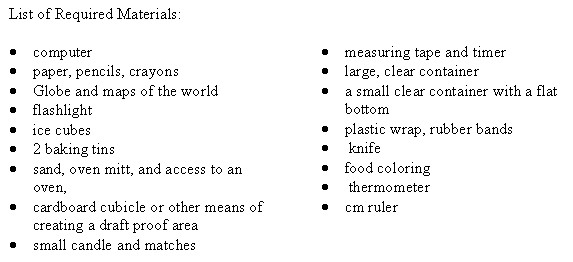 List of Required Materials:
• computer
• paper, pencils, crayons
• Globe and maps of the world
• flashlight
• ice cubes
• 2 baking tins
• sand, oven mitt, and access to an
oven,
• cardboard cubicle or other means of
creating a draft proof area
• small candle and matches
• measuring tape and timer
• large, clear container
• a small clear container with a flat
bottom
• plastic wrap, rubber bands
• knife
• food coloring
• thermometer
• cm ruler